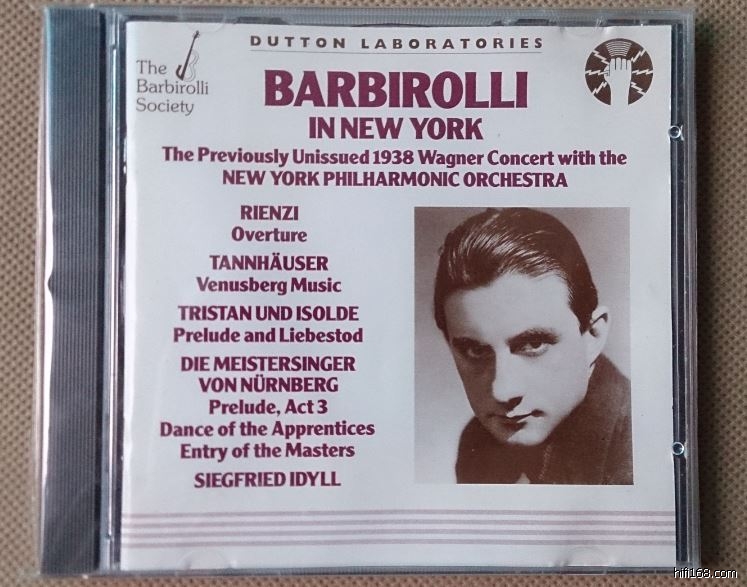 DUTTON LABORATORIES
The
Barbirolli
Society
BARBIROLLI
IN NEW YORK
The Previously Unissued 1938 Wagner Concert with the
NEW YORK PHILHARMONIC ORCHESTRA
RIENZI
Overture
TANNHÄUSER
Venusberg Music
TRISTAN UND ISOLDE
Prelude and Liebestod
DIE MEISTERSINGER
VON NÜRNBERG
Prelude, Act 3
Dance of the Apprentices
Entry of the Masters
SIEGFRIED IDYLL
hifi168.com